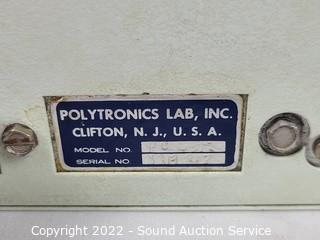 POLYTRONICS LAB, INC.
CLIFTON, N. J., U. S. A.
MODEL NO.
SERIAL NO.
Copyright 2022 - Sound Auction Service